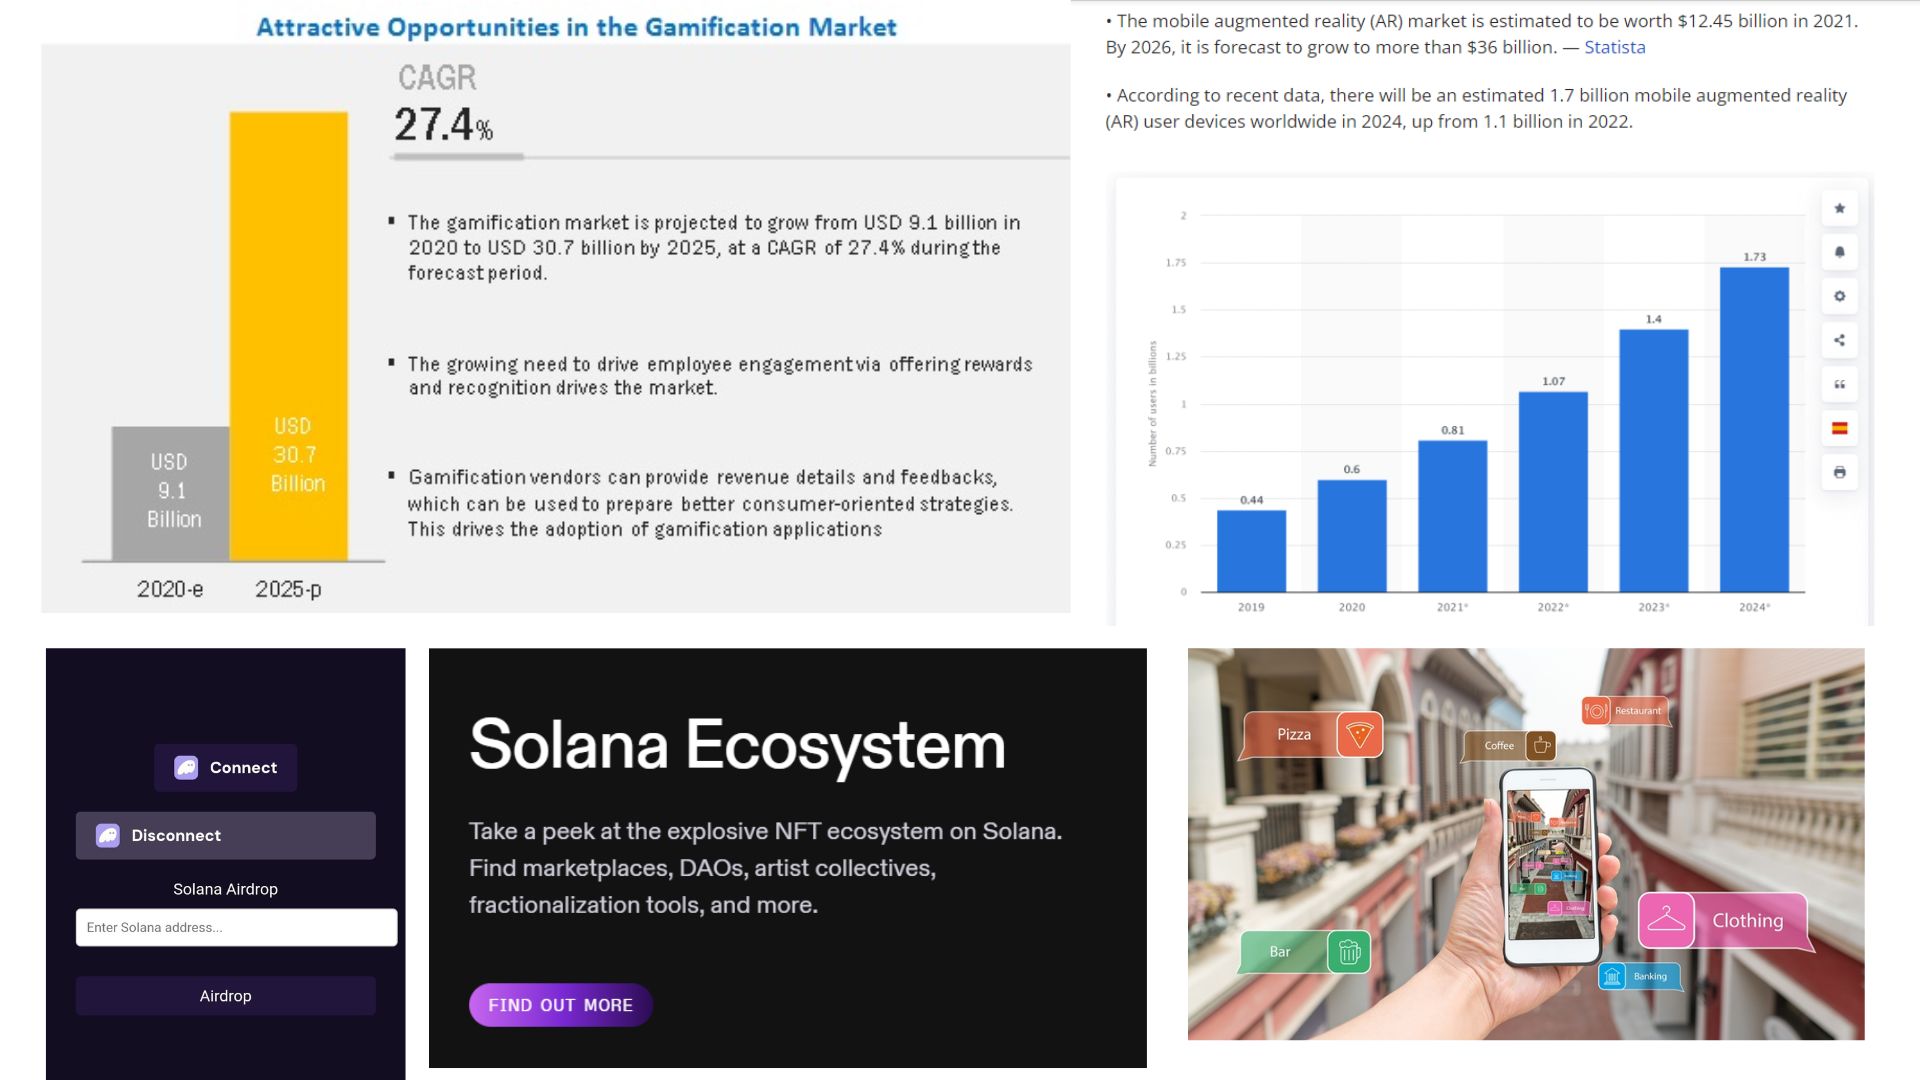 Attractive Opportunities in the Gamification Market
CAGR
27.4%
▪ The gamification market is projected to grow from USD 9.1 billion in
2020 to USD 30.7 billion by 2025, at a CAGR of 27.4% during the
forecast period.
▪ The growing need to drive employee engagement via offering rewards
and recognition drives the market.
▪ Gamification vendors can provide revenue details and feedbacks,
which can be used to prepare better consumer-oriented strategies.
This drives the adoption of gamification applications
USD
9.1
Billion
USD
30.7
Billion
2020-e
2025-p
• The mobile augmented reality (AR) market is estimated to be worth $12.45 billion in 2021.
By 2026, it is forecast to grow to more than $36 billion. — Statista
• According to recent data, there will be an estimated 1.7 billion mobile augmented reality
(AR) user devices worldwide in 2024, up from 1.1 billion in 2022.
Number of users in billions
2
1.75
1.5
1.25
1
0.75
0.5
0.25
0
0.44
0.6
0.81
1.07
1.4
1.73
2019
2020
2021*
2022*
2023*
2024*
Connect
Disconnect
Solana Airdrop
Enter Solana address...
Airdrop
Solana Ecosystem
Take a peek at the explosive NFT ecosystem on Solana.
Find marketplaces, DAOs, artist collectives,
fractionalization tools, and more.
FIND OUT MORE
Restaurant
Pizza
Coffee
Clothing
Bar
Banking